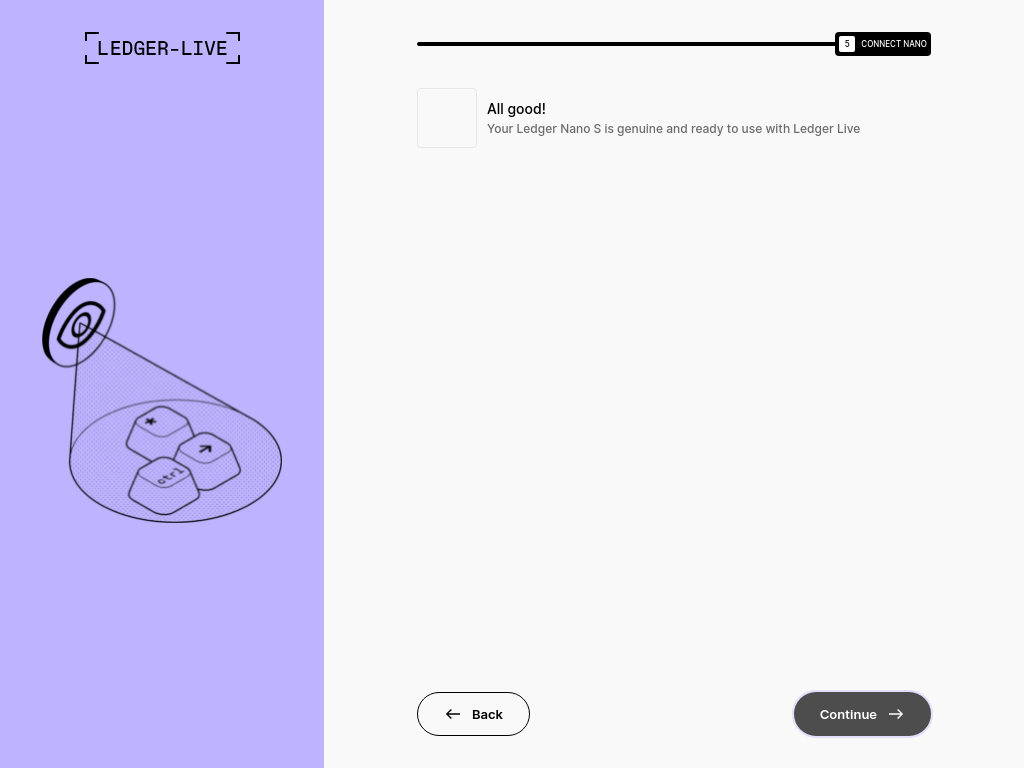 LEDGER-LIVE
5 CONNECT NANO
All good!
Your Ledger Nano S is genuine and ready to use with Ledger Live
*
ctrl
Back
Continue